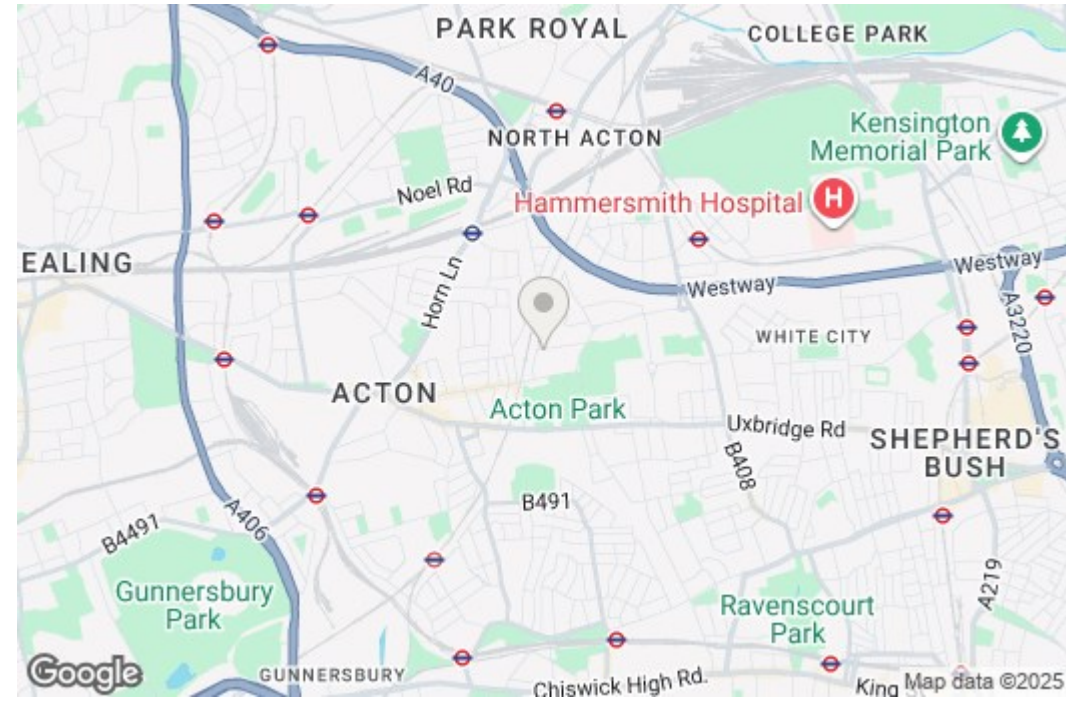 PARK ROYAL
COLLEGE PARK
A40
Kensington
Memorial Park
NORTH ACTON
Noel Rd
Hammersmith Hospital
H
EALING
Westway
Westway
Horn Ln
A3220
WHITE CITY
ACTON
Acton Park
Uxbridge Rd
SHEPHERD'S
BUSH
B408
B491
A406
B4491
Gunnersbury
Park
A219
Ravenscourt
Park
GUNNERSBURY
Chiswick High Rd.
Google
King
Map data ©2025